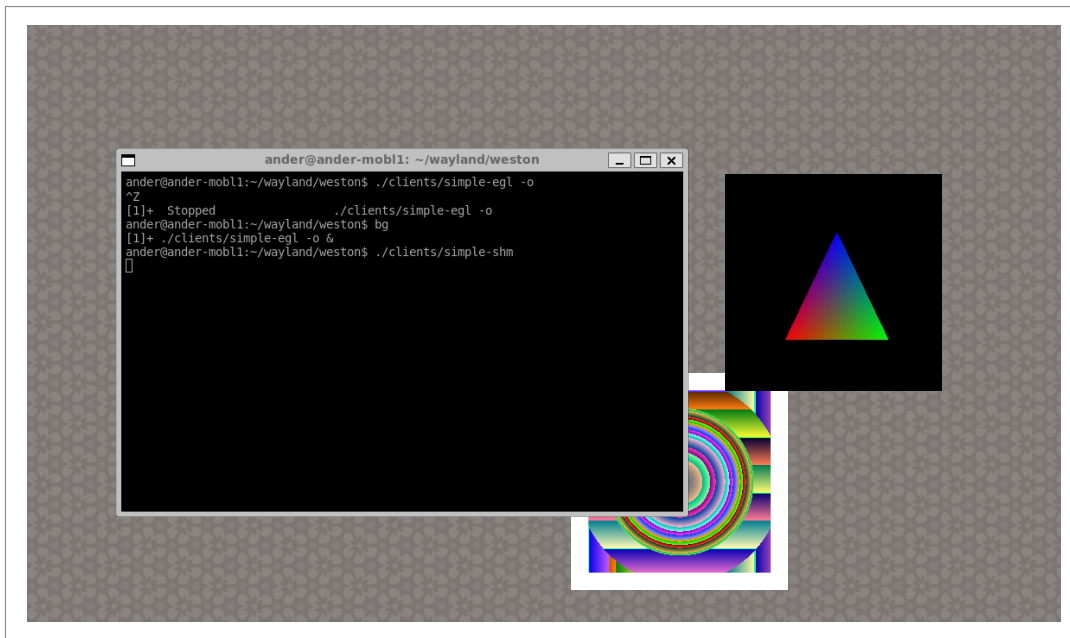 ander@ander-mobl1: ~/wayland/weston
ander@ander-mobl1:~/wayland/weston$ ./clients/simple-egl -o
^Z
[1]+  Stopped                 ./clients/simple-egl -o
ander@ander-mobl1:~/wayland/weston$ bg
[1]+ ./clients/simple-egl -o &
ander@ander-mobl1:~/wayland/weston$ ./clients/simple-shm